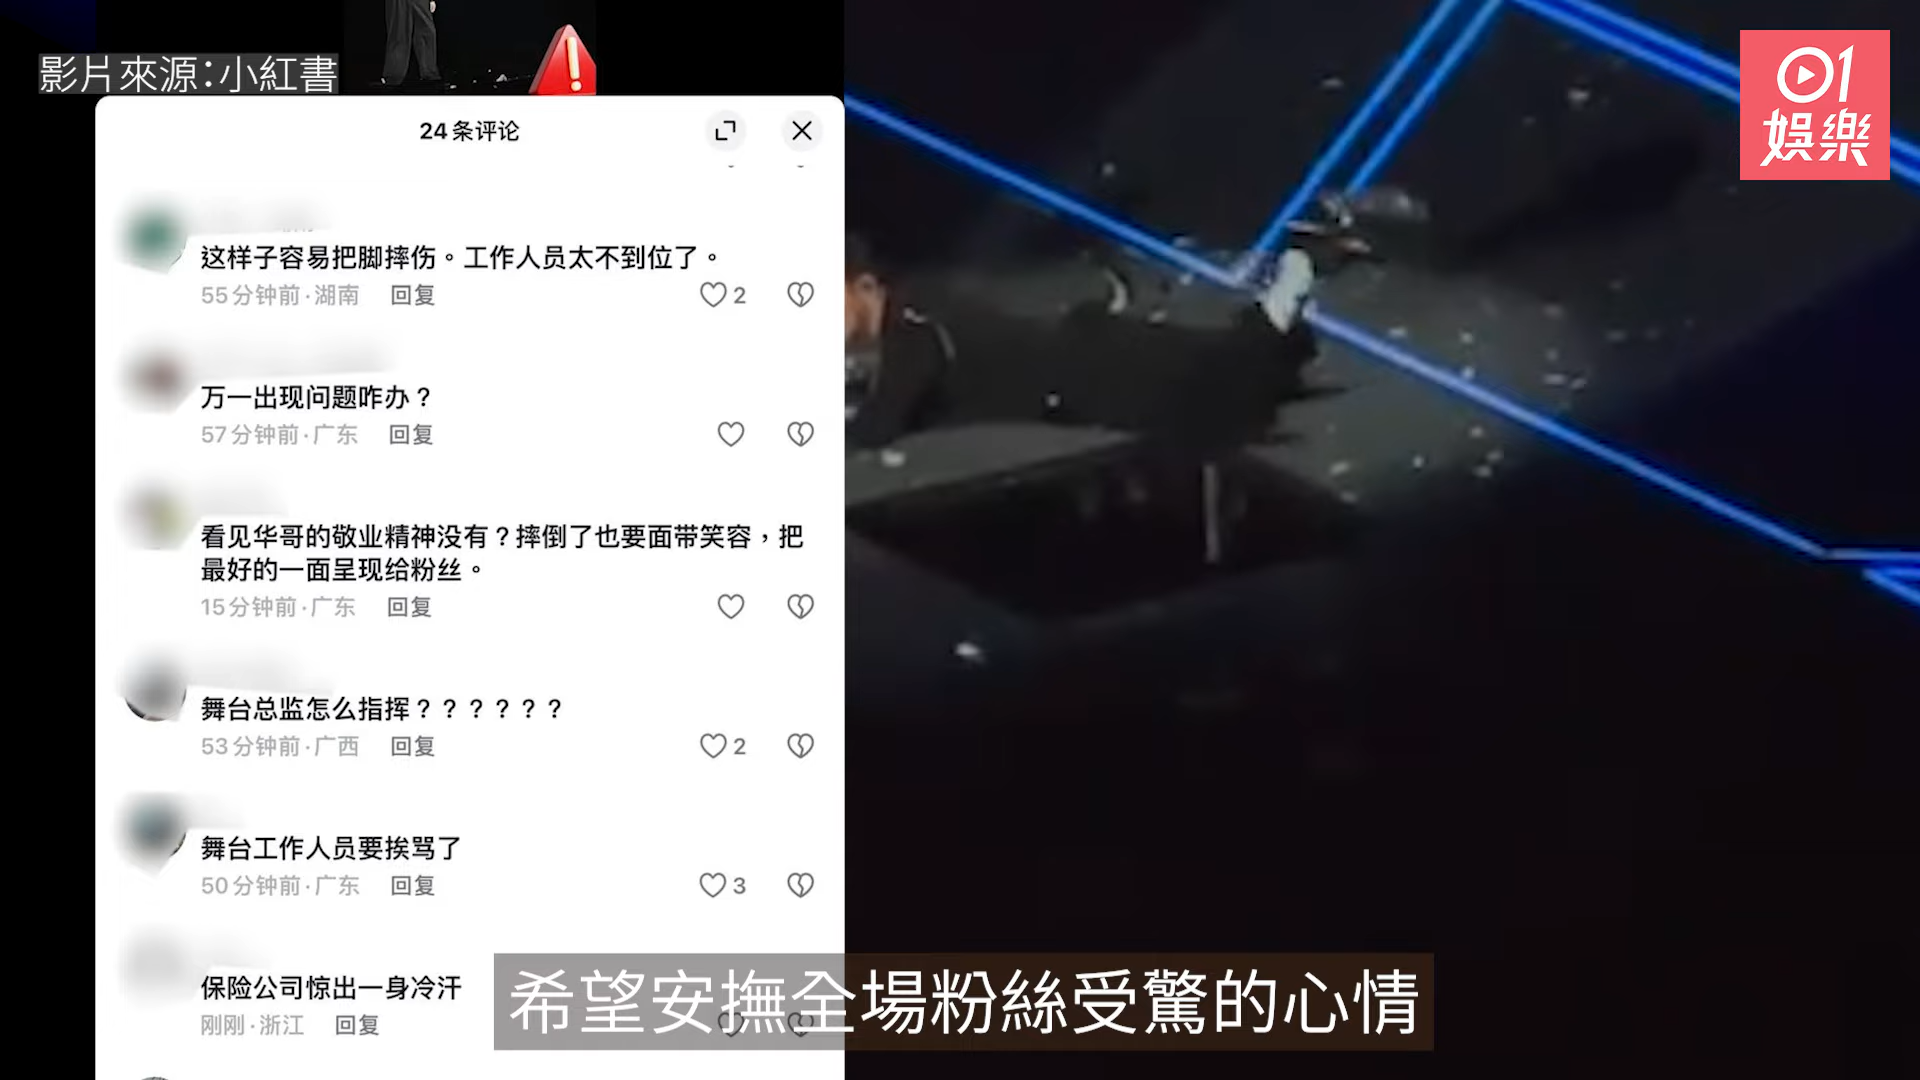 影片來源:小紅書
01
娛樂
24条评论
这样子容易把脚摔伤。工作人员太不到位了。
55分钟前·湖南 回复
2
万一出现问题咋办？
57分钟前·广东 回复
看见华哥的敬业精神没有？摔倒了也要面带笑容，把
最好的一面呈现给粉丝。
15分钟前·广东 回复
舞台总监怎么指挥？？？？？？
53分钟前·广西 回复
2
舞台工作人员要挨骂了
50分钟前·广东 回复
3
保险公司惊出一身冷汗
刚刚·浙江 回复
希望安撫全場粉絲受驚的心情